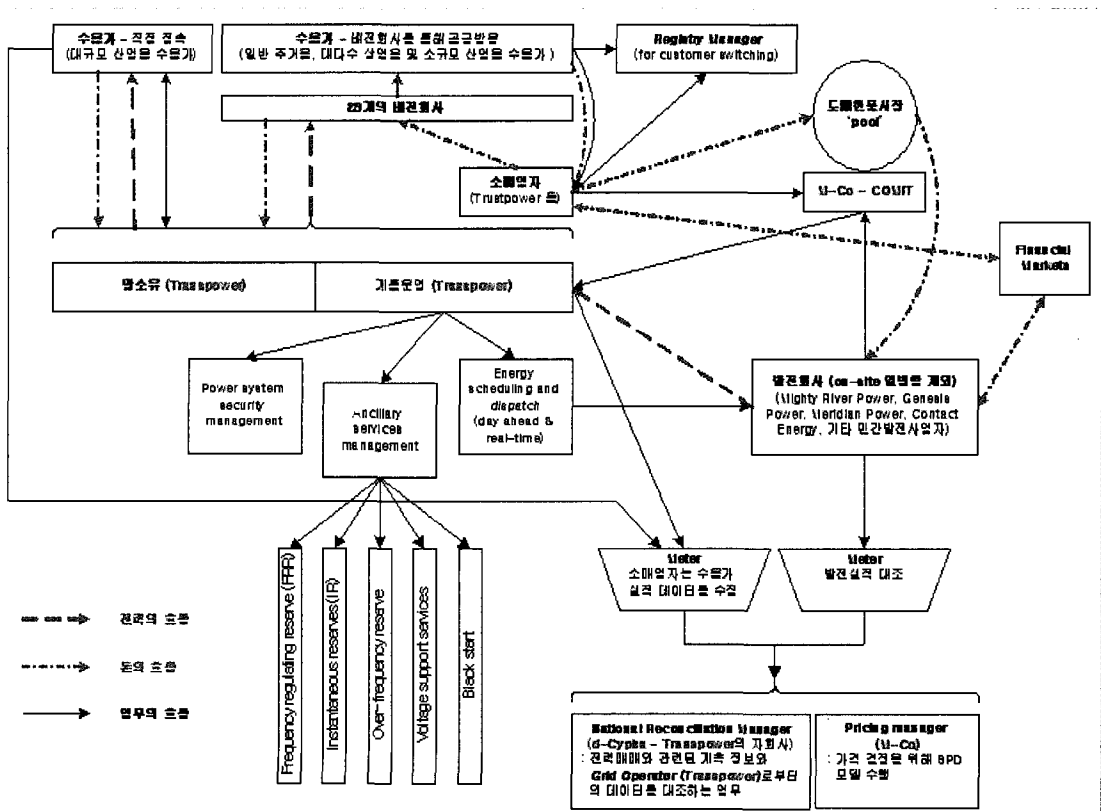 수용가 - 직접 접속
(대규모 산업용 수용가)
수용가 - 배전회사를 통해 공급받음
(일반 주거용, 대다수 상업용 및 소규모 산업용 수용가 )
Registry Manager
(for customer switching)
개의 배전회사
도매현물시장
'pool'
소매업자
(Trustpower 등)
M-Co - COMIT
Financial
Markets
망소유 (Transpower)
계통운영 (Transpower)
Power system
security
management
Ancillary
services
management
Energy
scheduling and
dispatch
(day ahead &
real-time)
발전회사 (on-site 열병합 제외)
(Mighty River Power, Genesis
Power, Meridian Power, Contact
Energy, 기타 민간발전사업자)
Frequency regulating reserve (FRR)
Instantaneous reserves(IR)
Over-frequency reserve
Voltage support services
Black start
Meter
소매업자는 수용가
실적 데이터를 수집
Meter
발전실적 대조
전력의 흐름
돈의 흐름
업무의 흐름
National Reconciliation Manager
(d-Cypha - Transpower의 자회사)
: 전력매매와 관련된 계측 정보와
Grid Operator (Transpower)로부터
의 데이터를 대조하는 업무
Pricing manager
(M-Co)
: 가격 결정을 위해 SPD
모델 수행